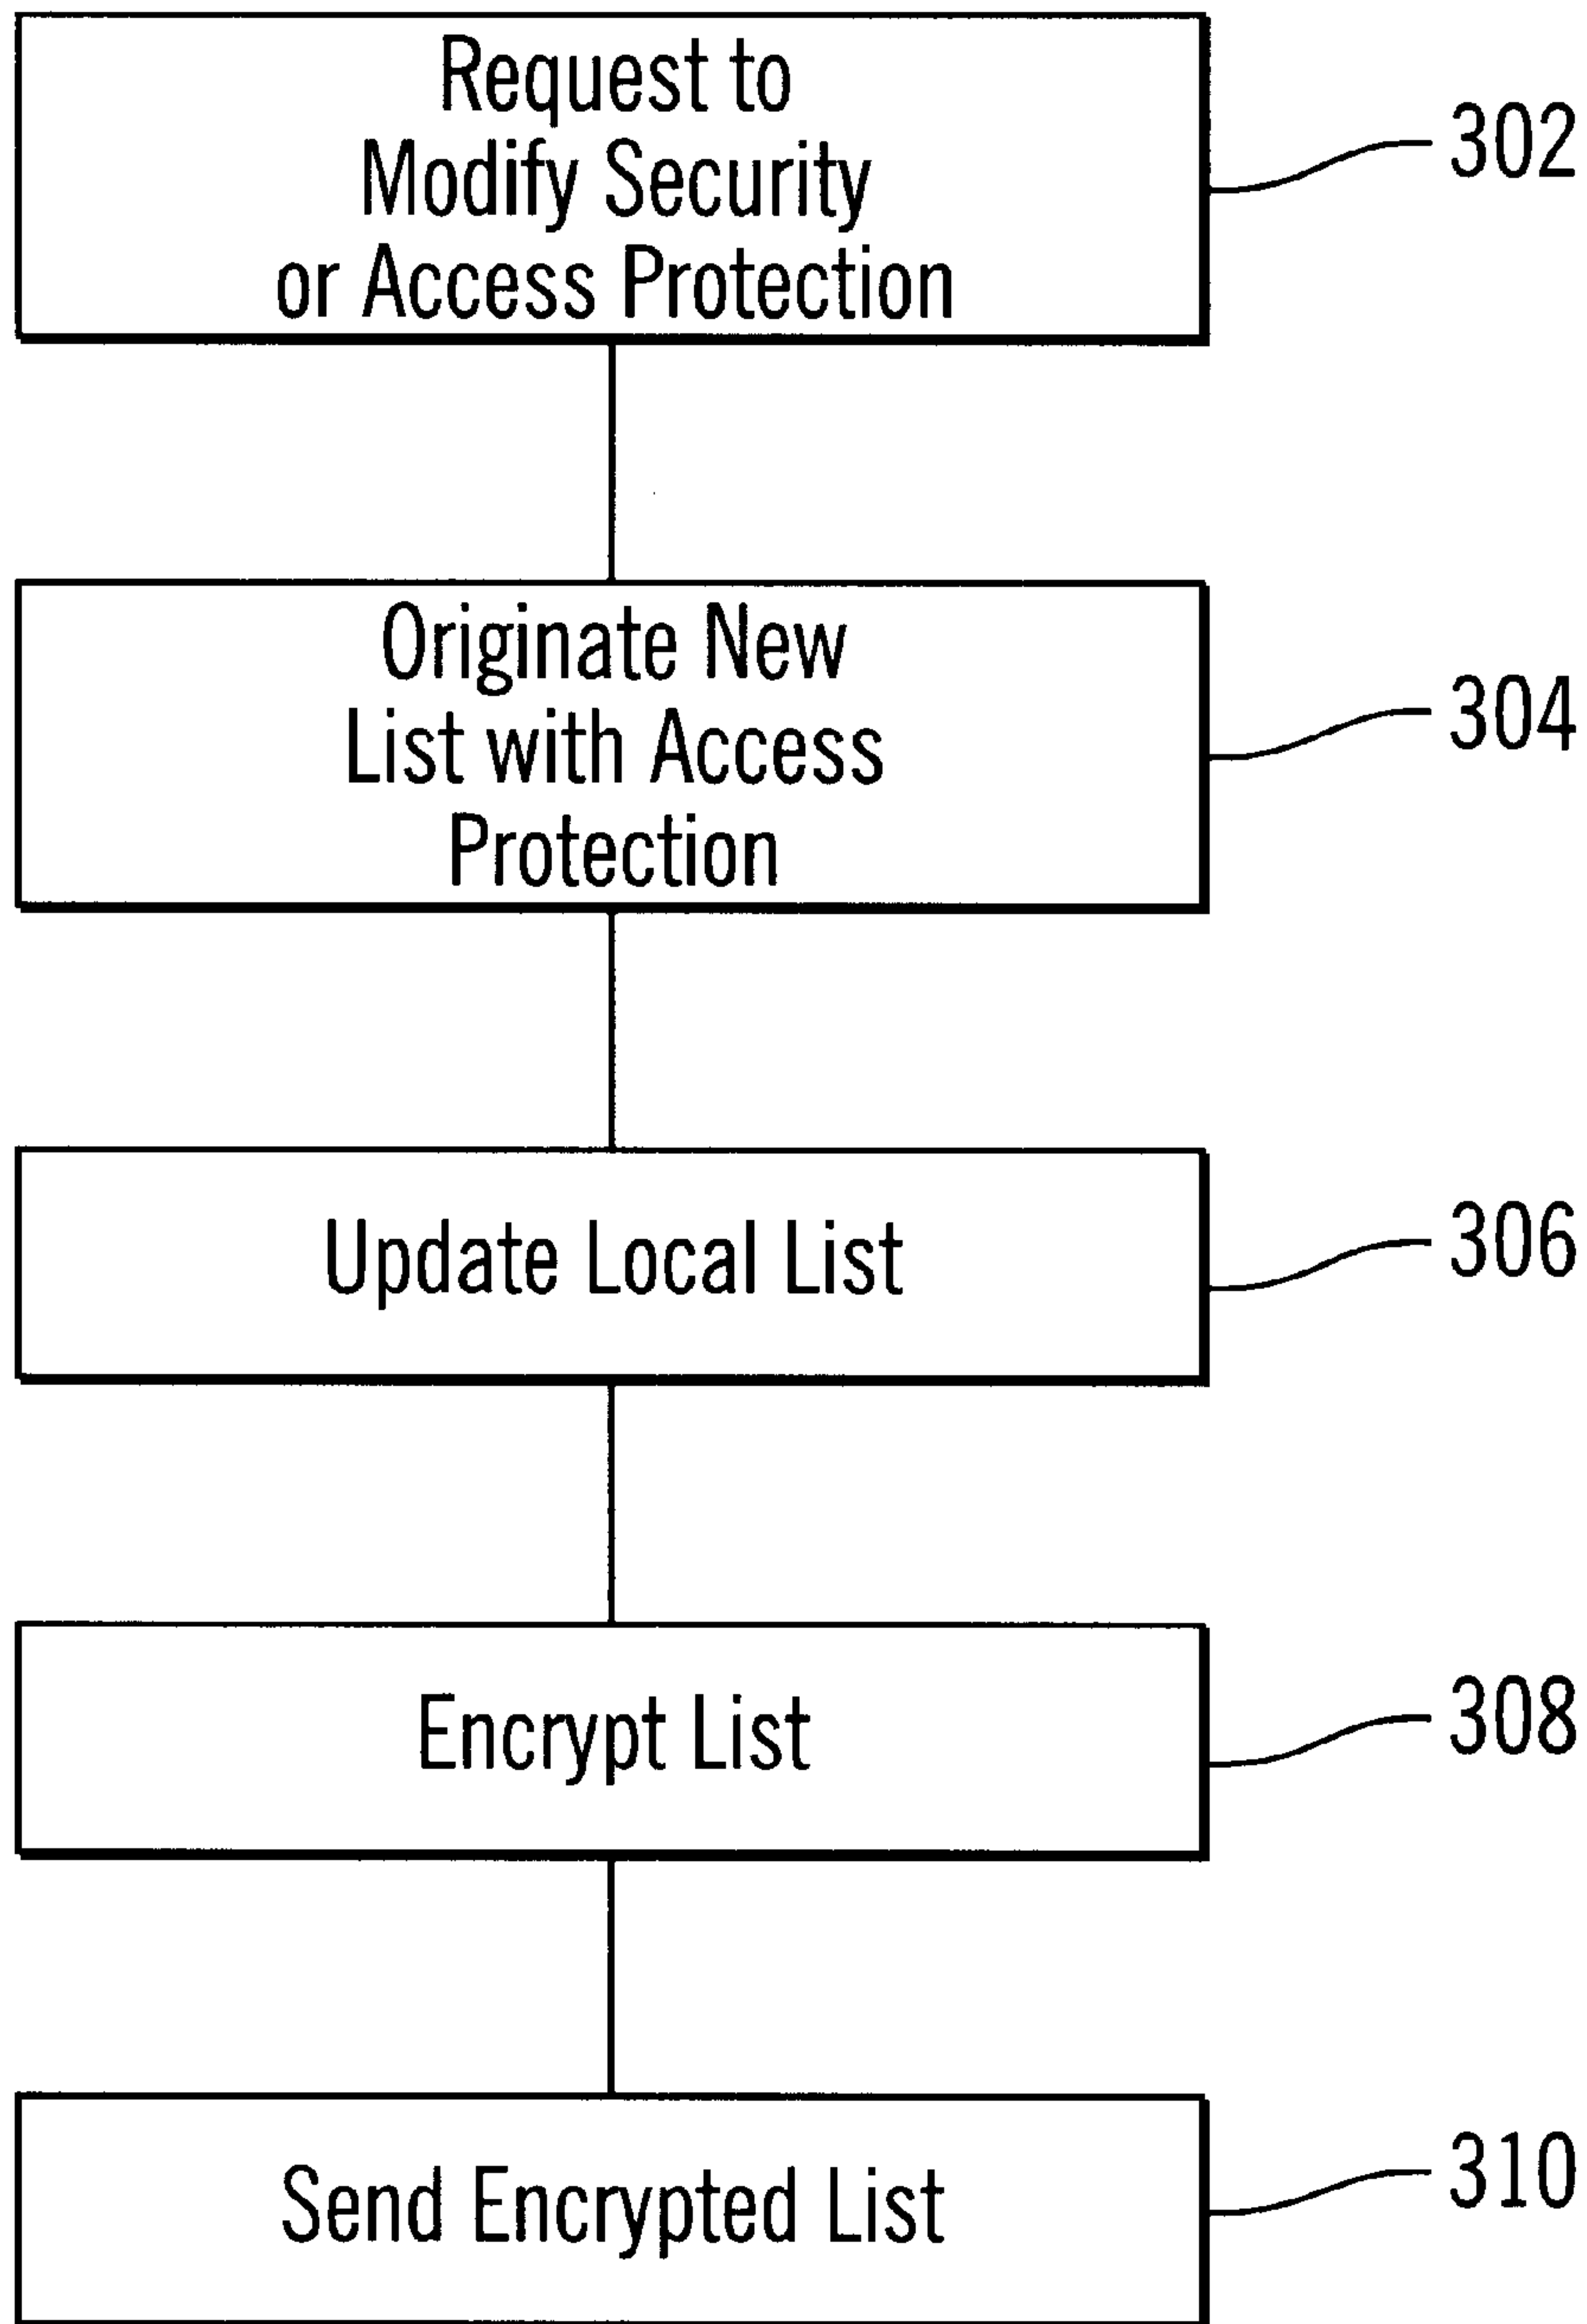 Request to
Modify Security
or Access Protection
302
Originate New
List with Access
Protection
304
Update Local List
306
Encrypt List
308
Send Encrypted List
310